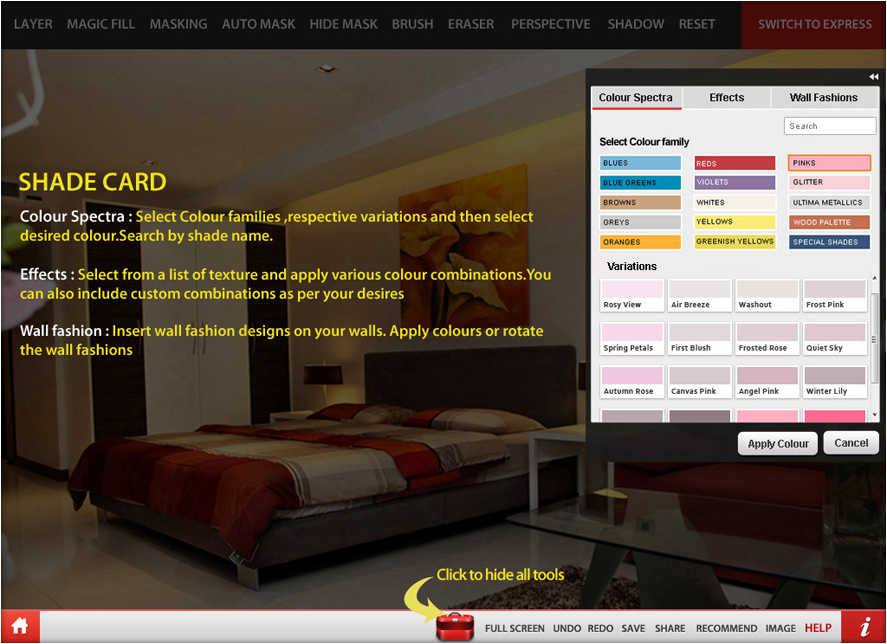 LAYER MAGIC FILL MASKING AUTO MASK HIDE MASK BRUSH ERASER PERSPECTIVE SHADOW RESET SWITCH TO EXPRESS
SHADE CARD
Colour Spectra : Select Colour families ,respective variations and then select
desired colour.Search by shade name.
Effects : Select from a list of texture and apply various colour combinations.You
can also include custom combinations as per your desires
Wall fashion : Insert wall fashion designs on your walls. Apply colours or rotate
the wall fashions
Colour Spectra Effects Wall Fashions
Search
Select Colour family
BLUES REDS PINKS
BLUE GREENS VIOLETS GLITTER
BROWNS WHITES ULTIMA METALLICS
GREYS YELLOWS WOOD PALETTE
ORANGES GREENISH YELLOWS SPECIAL SHADES
Variations
Rosy View Air Breeze Washout Frost Pink
Spring Petals First Blush Frosted Rose Quiet Sky
Autumn Rose Canvas Pink Angel Pink Winter Lily
Apply Colour Cancel
Click to hide all tools
FULL SCREEN UNDO REDO SAVE SHARE RECOMMEND IMAGE HELP i